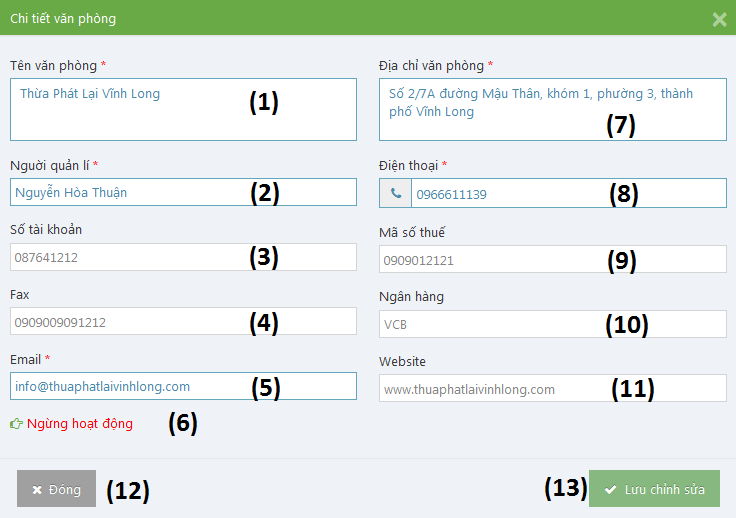 Chi tiết văn phòng
Tên văn phòng *
Thừa Phát Lại Vĩnh Long
(1)
Địa chỉ văn phòng *
Số 2/7A đường Mậu Thân, khóm 1, phường 3, thành
phố Vĩnh Long
(7)
Người quản lí *
Nguyễn Hòa Thuận (2)
Điện thoại *
0966611139 (8)
Số tài khoản
087641212 (3)
Mã số thuế
0909012121 (9)
Fax
0909009091212 (4)
Ngân hàng
VCB (10)
Email *
info@thuaphatlaivinhlong.com (5)
Website
www.thuaphatlaivinhlong.com (11)
Ngừng hoạt động (6)
Đóng (12)
(13) Lưu chỉnh sửa